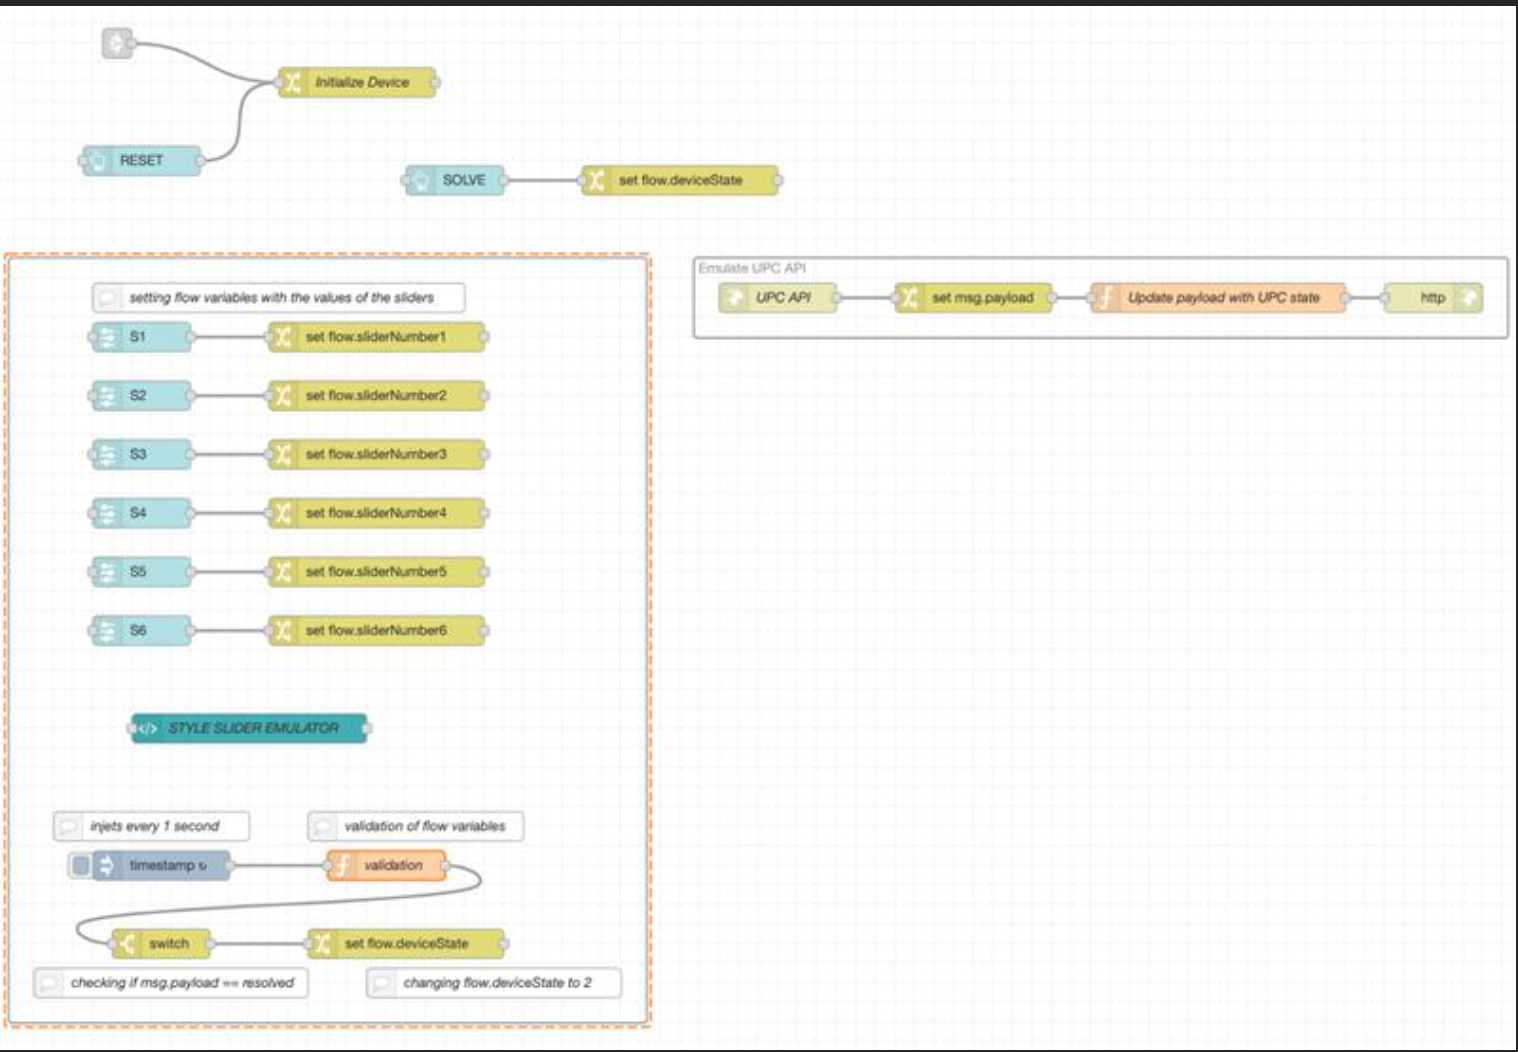 Initialize Device
RESET
SOLVE
set flow.deviceState
Emulate UPC API
UPC API
set msg.payload
Update payload with UPC state
http
setting flow variables with the values of the sliders
S1
set flow.sliderNumber1
S2
set flow.sliderNumber2
S3
set flow.sliderNumber3
S4
set flow.sliderNumber4
S5
set flow.sliderNumber5
S6
set flow.sliderNumber6
</> STYLE SLIDER EMULATOR
injets every 1 second
validation of flow variables
timestamp ↻
f validation
switch
set flow.deviceState
checking if msg.payload == resolved
changing flow.deviceState to 2